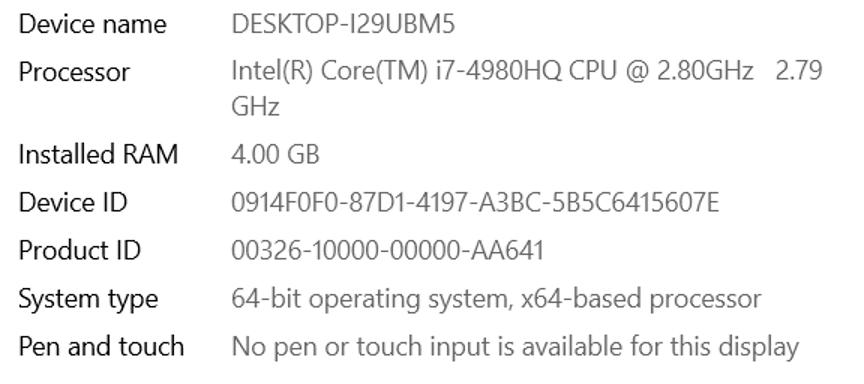 Device name DESKTOP-I29UBM5
Processor Intel(R) Core(TM) i7-4980HQ CPU @ 2.80GHz 2.79
GHz
Installed RAM 4.00 GB
Device ID 0914F0F0-87D1-4197-A3BC-5B5C6415607E
Product ID 00326-10000-00000-AA641
System type 64-bit operating system, x64-based processor
Pen and touch No pen or touch input is available for this display